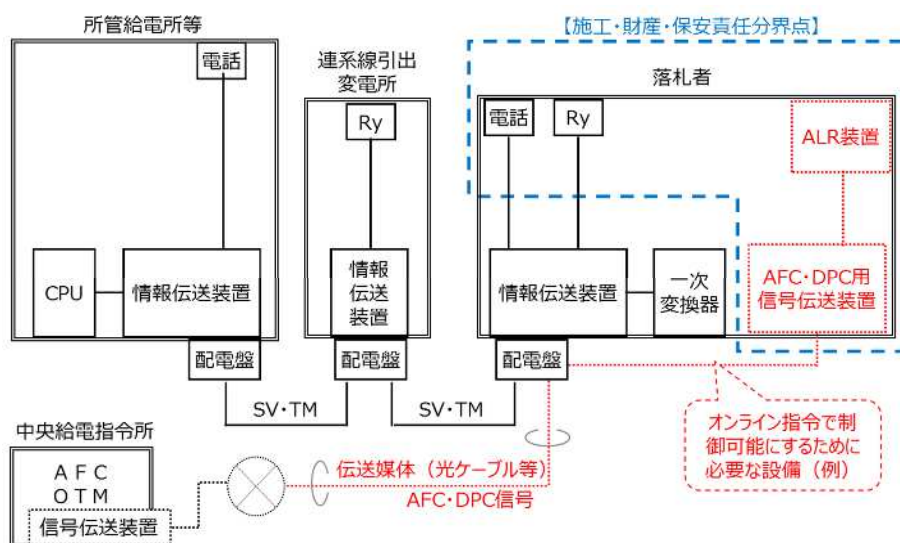 所管給電所等
電話
CPU
情報伝送装置
配電盤
連系線引出
変電所
Ry
情報
伝送
装置
配電盤
【施工・財産・保安責任分界点】
落札者
電話
Ry
ALR装置
情報伝送装置
一次
変換器
AFC・DPC用
信号伝送装置
配電盤
SV・TM
SV・TM
オンライン指令で制
御可能にするために
必要な設備（例）
中央給電指令所
ＡＦＣ
ＯＴＭ
信号伝送装置
伝送媒体（光ケーブル等）
AFC・DPC信号